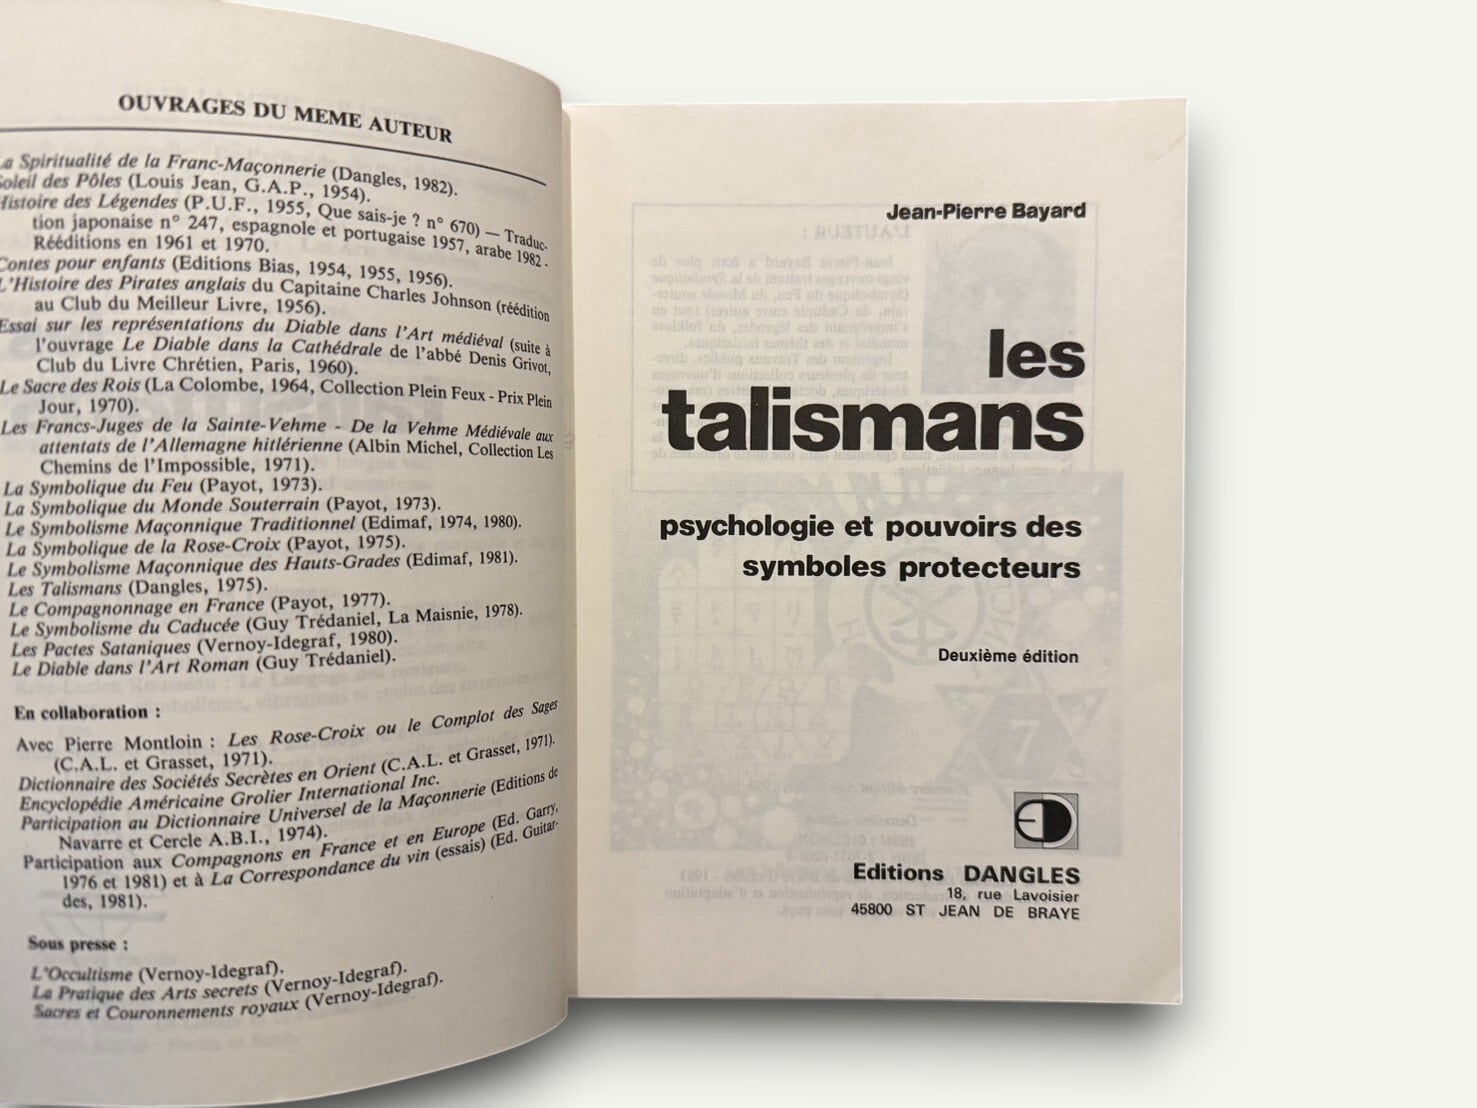 OUVRAGES DU MEME AUTEUR
La Spiritualité de la Franc-Maçonnerie (Dangles, 1982).
Soleil des Pôles (Louis Jean, G.A.P., 1954).
Histoire des Légendes (P.U.F., 1955, Que sais-je ? n° 670) — Traduc-
tion japonaise n° 247, espagnole et portugaise 1957, arabe 1982.
Rééditions en 1961 et 1970.
Contes pour enfants (Editions Bias, 1954, 1955, 1956).
L'Histoire des Pirates anglais du Capitaine Charles Johnson (réédition
au Club du Meilleur Livre, 1956).
Essai sur les représentations du Diable dans l'Art médiéval (suite à
l'ouvrage Le Diable dans la Cathédrale de l'abbé Denis Grivot,
Club du Livre Chrétien, Paris, 1960).
Le Sacre des Rois (La Colombe, 1964, Collection Plein Feux - Prix Plein
Jour, 1970).
Les Francs-Juges de la Sainte-Vehme - De la Vehme Médiévale aux
attentats de l'Allemagne hitlérienne (Albin Michel, Collection Les
Chemins de l'Impossible, 1971).
La Symbolique du Feu (Payot, 1973).
La Symbolique du Monde Souterrain (Payot, 1973).
Le Symbolisme Maçonnique Traditionnel (Edimaf, 1974, 1980).
La Symbolique de la Rose-Croix (Payot, 1975).
Le Symbolisme Maçonnique des Hauts-Grades (Edimaf, 1981).
Les Talismans (Dangles, 1975).
Le Compagnonnage en France (Payot, 1977).
Le Symbolisme du Caducée (Guy Trédaniel, La Maisnie, 1978).
Les Pactes Sataniques (Vernoy-Idegraf, 1980).
Le Diable dans l'Art Roman (Guy Trédaniel).
En collaboration :
Avec Pierre Montloin : Les Rose-Croix ou le Complot des Sages
(C.A.L. et Grasset, 1971).
Dictionnaire des Sociétés Secrètes en Orient (C.A.L. et Grasset, 1971).
Encyclopédie Américaine Grolier International Inc.
Participation au Dictionnaire Universel de la Maçonnerie (Editions de
Navarre et Cercle A.B.I., 1974).
Participation aux Compagnons en France et en Europe (Ed. Garry,
1976 et 1981) et à La Correspondance du vin (essais) (Ed. Guitar-
des, 1981).
Sous presse :
L'Occultisme (Vernoy-Idegraf).
La Pratique des Arts secrets (Vernoy-Idegraf).
Sacres et Couronnements royaux (Vernoy-Idegraf).
Jean-Pierre Bayard
les
talismans
psychologie et pouvoirs des
symboles protecteurs
Deuxième édition
Editions DANGLES
18, rue Lavoisier
45800 ST JEAN DE BRAYE